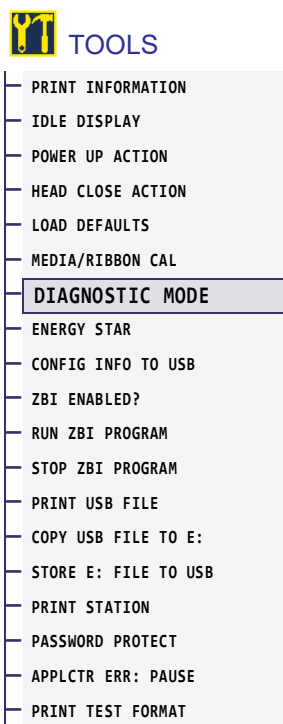 TOOLS
PRINT INFORMATION
IDLE DISPLAY
POWER UP ACTION
HEAD CLOSE ACTION
LOAD DEFAULTS
MEDIA/RIBBON CAL
DIAGNOSTIC MODE
ENERGY STAR
CONFIG INFO TO USB
ZBI ENABLED?
RUN ZBI PROGRAM
STOP ZBI PROGRAM
PRINT USB FILE
COPY USB FILE TO E:
STORE E: FILE TO USB
PRINT STATION
PASSWORD PROTECT
APPLCTR ERR: PAUSE
PRINT TEST FORMAT